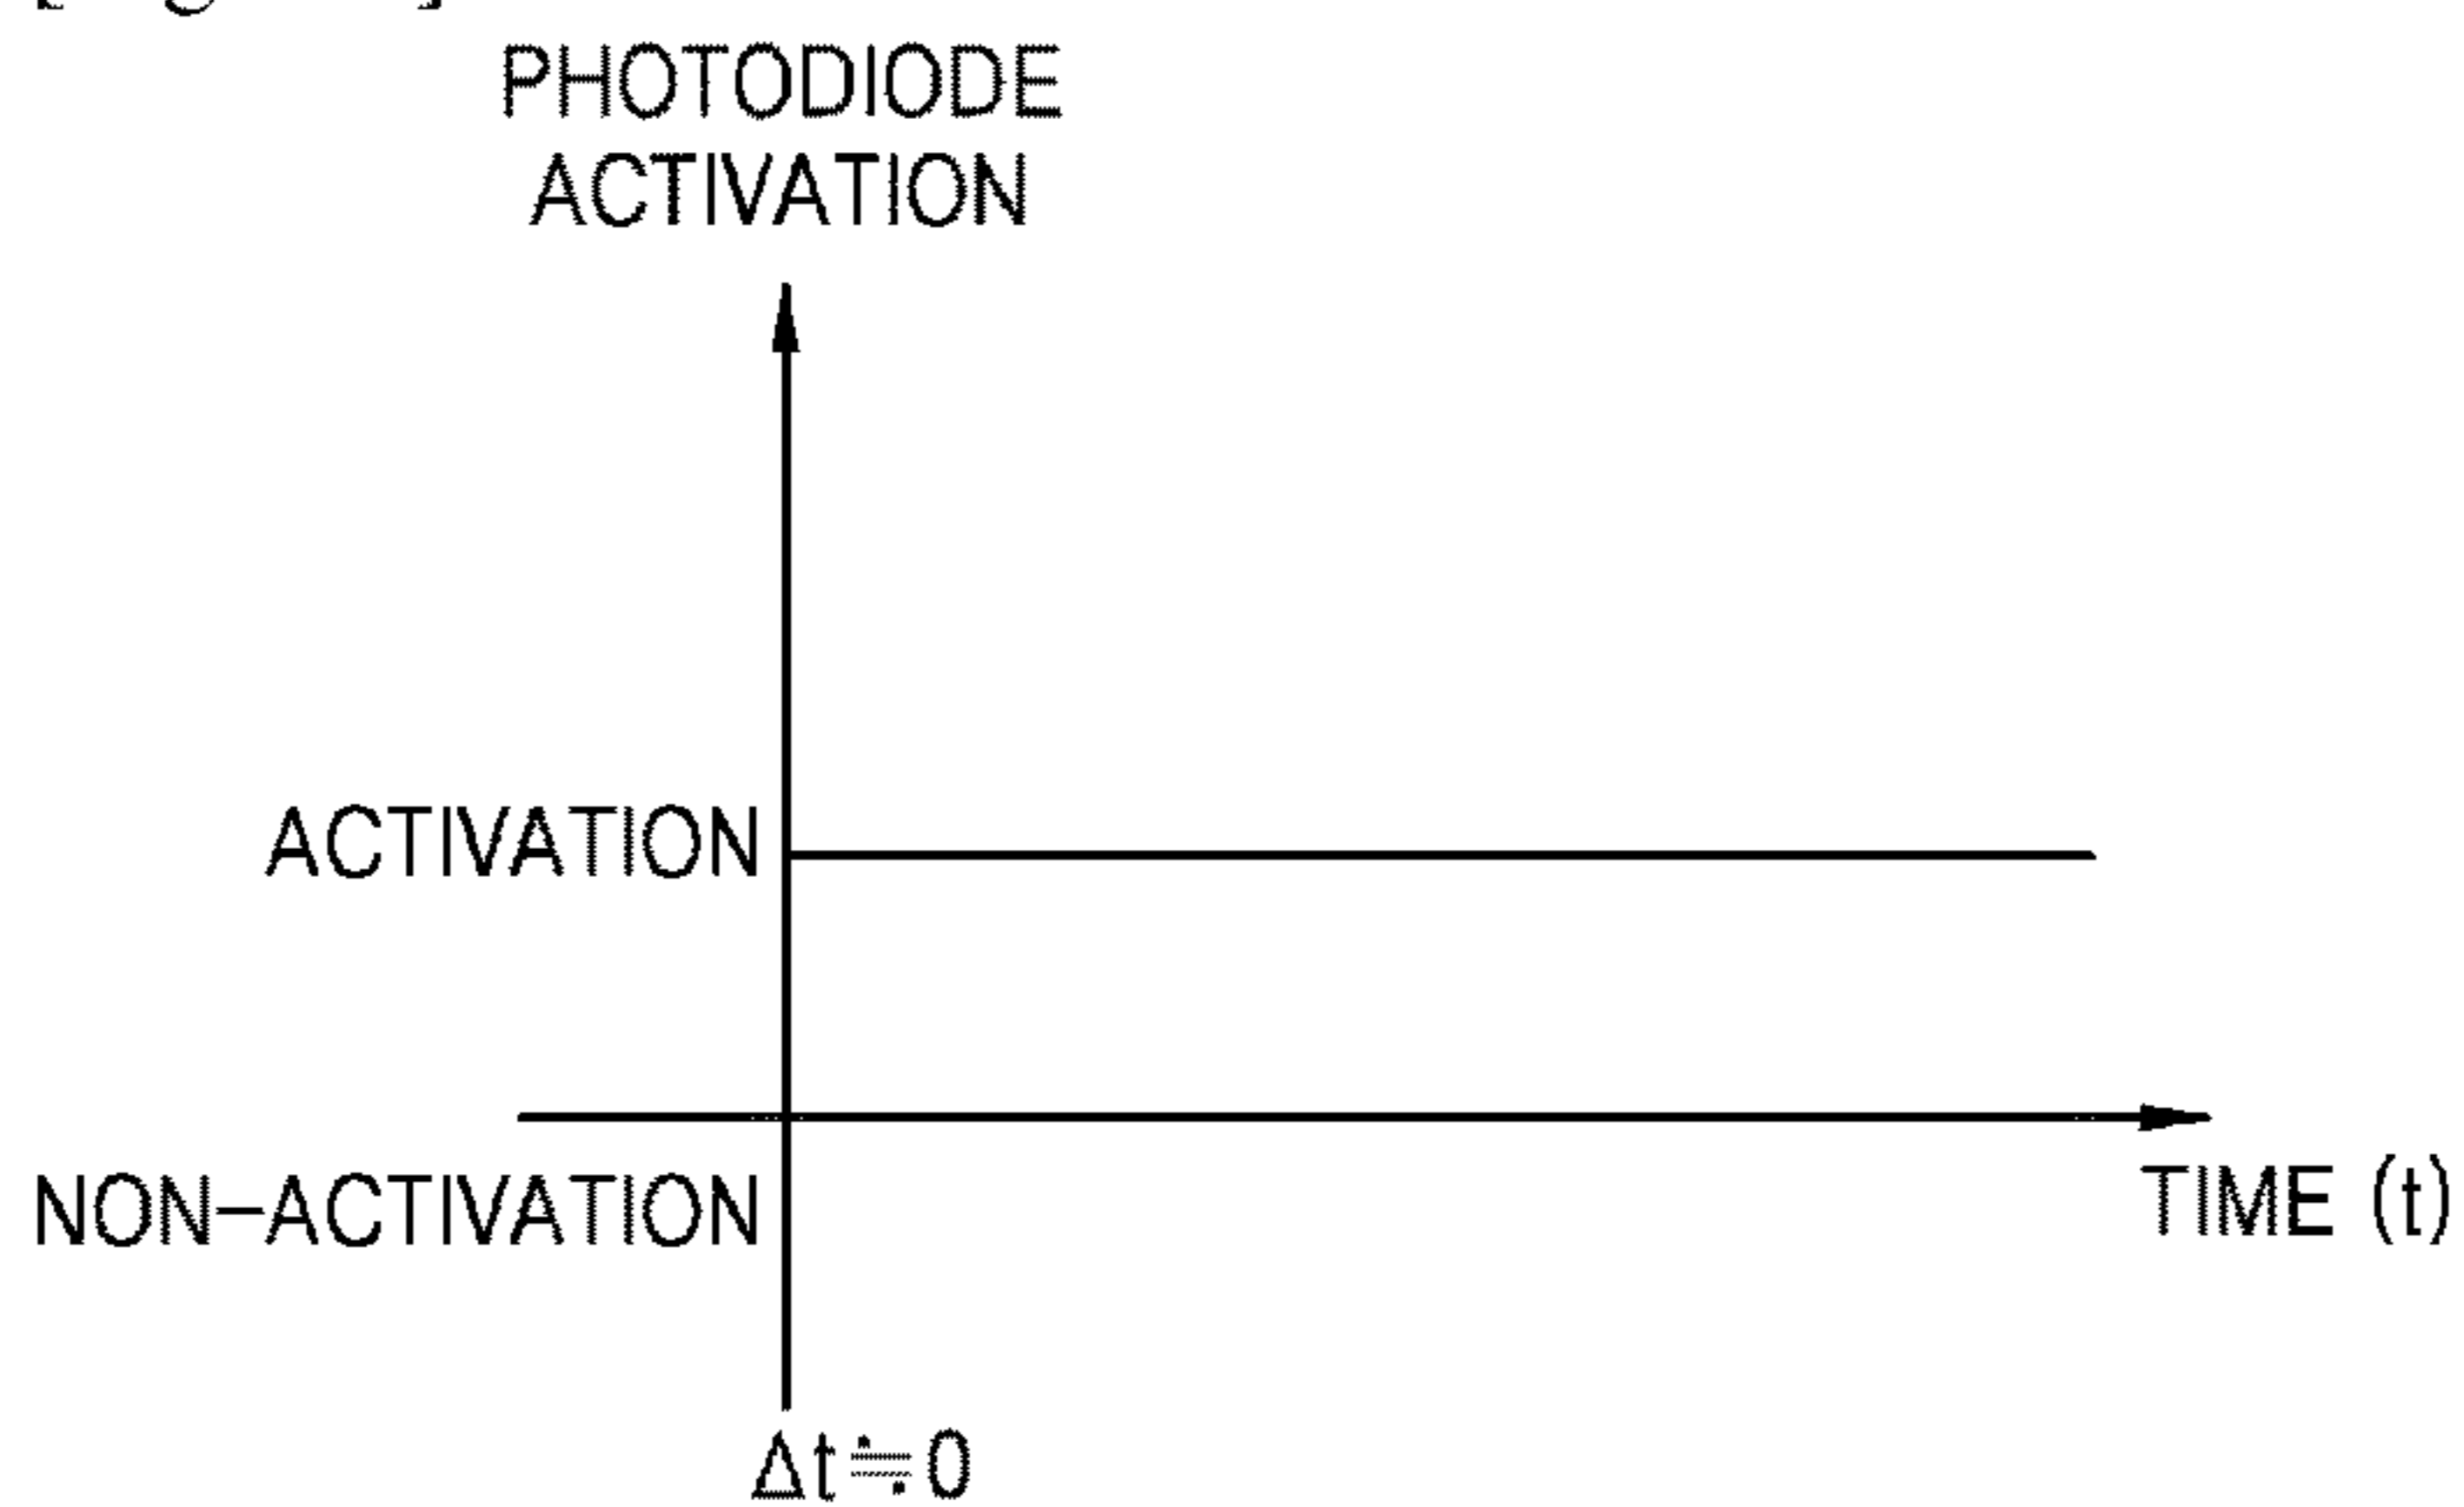 PHOTODIODE
ACTIVATION
ACTIVATION
NON-ACTIVATION
TIME (t)
Δt≒0